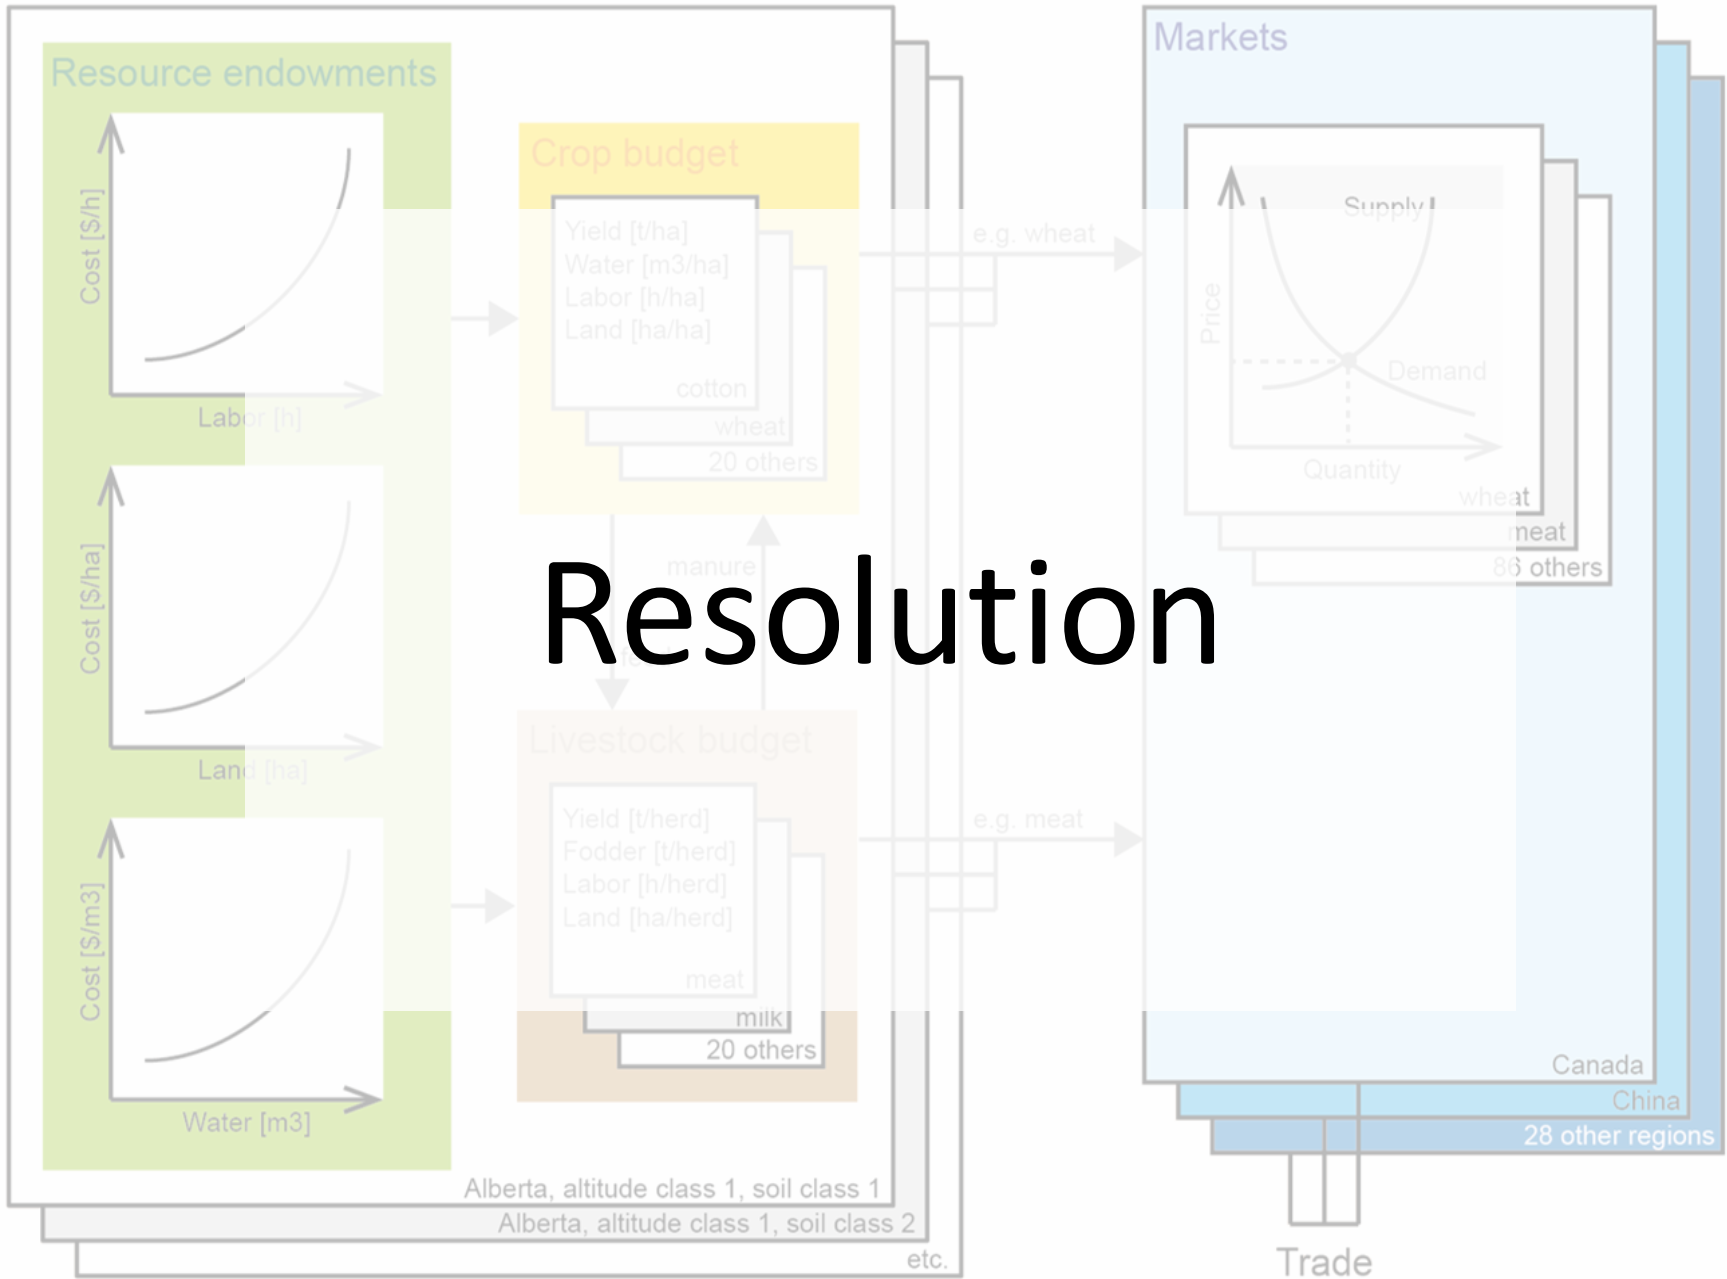 Resource endowments
Cost [$/h]
Labor [h]
Cost [$/ha]
Land [ha]
Cost [$/m3]
Water [m3]
Crop budget
Yield [t/ha]
Water [m3/ha]
Labor [h/ha]
Land [ha/ha]
cotton
wheat
20 others
manure
Resolution
Livestock budget
Yield [t/herd]
Fodder [t/herd]
Labor [h/herd]
Land [ha/herd]
meat
milk
20 others
Alberta, altitude class 1, soil class 1
Alberta, altitude class 1, soil class 2
etc.
e.g. wheat
e.g. meat
Markets
Supply
Price
Demand
Quantity
wheat
meat
86 others
Canada
China
28 other regions
Trade